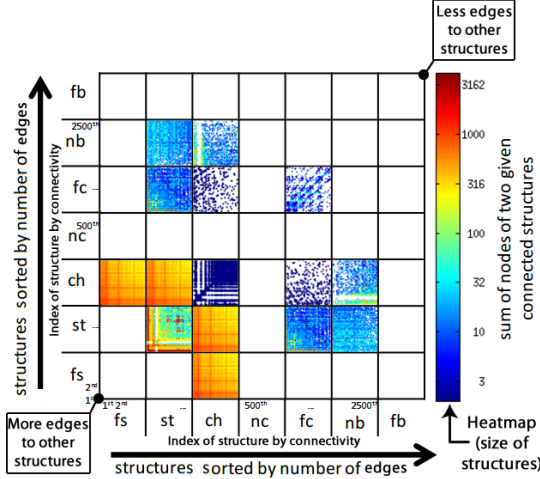 Less edges
to other
structures
structures sorted by number of edges
Index of structure by connectivity
fb
2500th
nb
fc ...
nc
500th
ch
st ...
fs
2nd
1st
1st 2nd ... 500th ... 2500th
fs st ch nc fc nb fb
Index of structure by connectivity
structures sorted by number of edges
More edges
to other
structures
3162
1000
316
100
32
10
3
sum of nodes of two given
connected structures
Heatmap
(size of
structures)